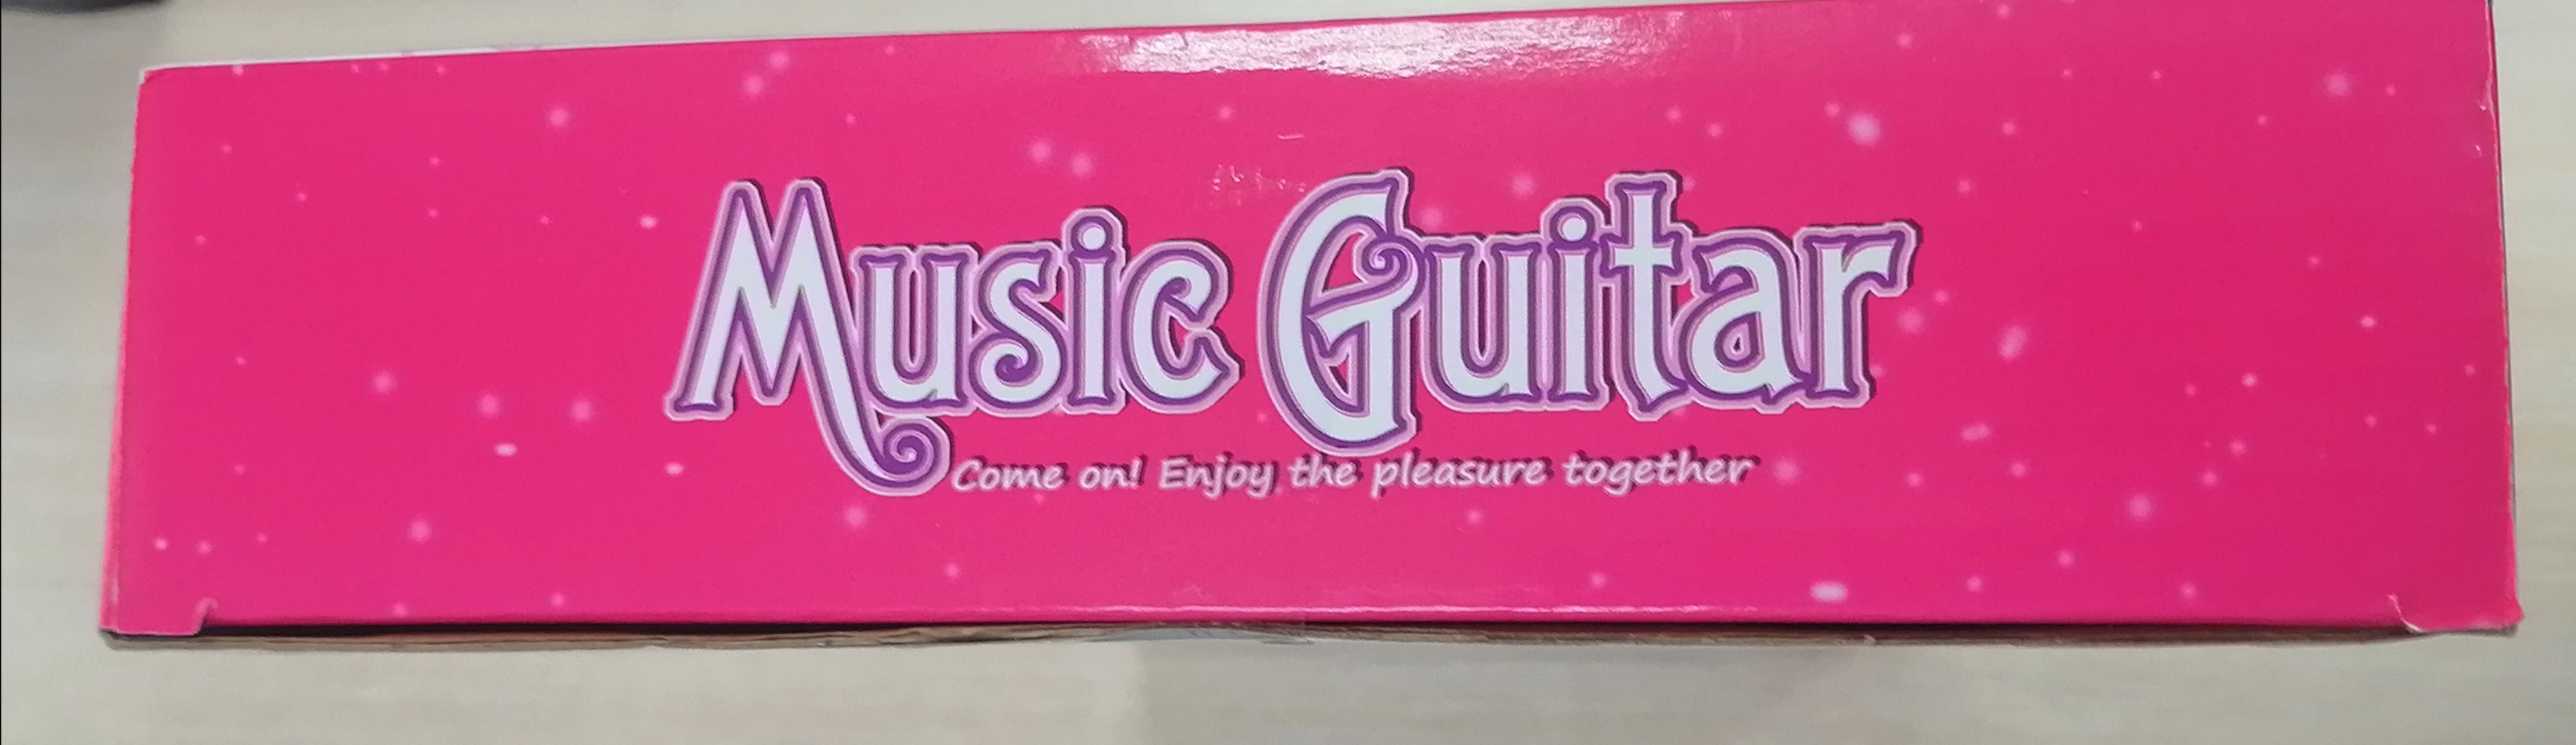 Music Guitar
Come on! Enjoy the pleasure together